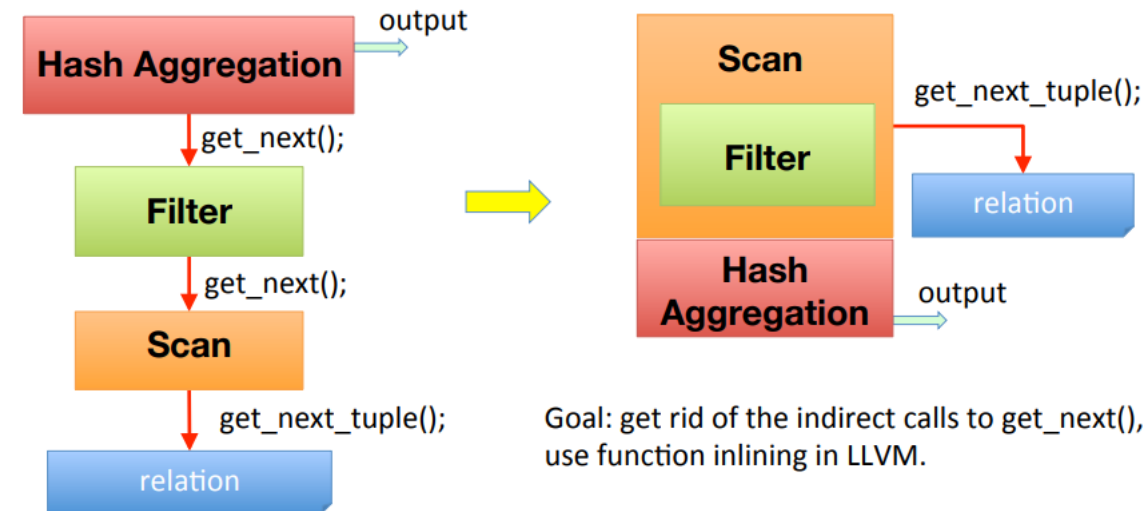 output
Hash Aggregation
get_next();
Filter
get_next();
Scan
get_next_tuple();
relation
Scan
get_next_tuple();
Filter
relation
Hash
Aggregation
output
Goal: get rid of the indirect calls to get_next(),
use function inlining in LLVM.